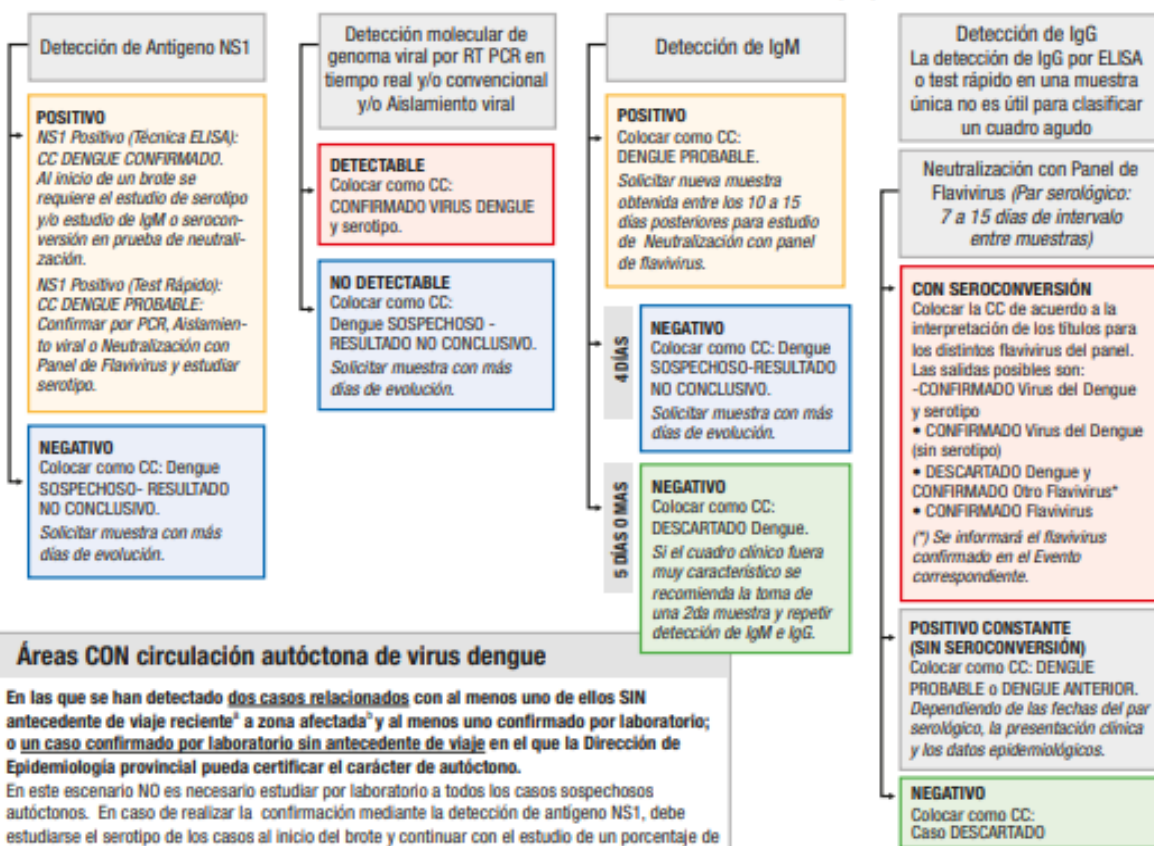 Detección de Antígeno NS1
POSITIVO
NS1 Positivo (Técnica ELISA):
CC DENGUE CONFIRMADO.
Al inicio de un brote se
requiere el estudio de serotipo
y/o estudio de IgM o serocon-
versión en prueba de neutrali-
zación.
NS1 Positivo (Test Rápido):
CC DENGUE PROBABLE:
Confirmar por PCR, Aislamien-
to viral o Neutralización con
Panel de Flavivirus y estudiar
serotipo.
NEGATIVO
Colocar como CC: Dengue
SOSPECHOSO- RESULTADO
NO CONCLUSIVO.
Solicitar muestra con más
días de evolución.
Detección molecular de
genoma viral por RT PCR en
tiempo real y/o convencional
y/o Aislamiento viral
DETECTABLE
Colocar como CC:
CONFIRMADO VIRUS DENGUE
y serotipo.
NO DETECTABLE
Colocar como CC:
Dengue SOSPECHOSO -
RESULTADO NO CONCLUSIVO.
Solicitar muestra con más
días de evolución.
Detección de IgM
POSITIVO
Colocar como CC:
DENGUE PROBABLE.
Solicitar nueva muestra
obtenida entre los 10 a 15
días posteriores para estudio
de Neutralización con panel
de flavivirus.
4 DÍAS
NEGATIVO
Colocar como CC: Dengue
SOSPECHOSO-RESULTADO
NO CONCLUSIVO.
Solicitar muestra con más
días de evolución.
5 DÍAS O MAS
NEGATIVO
Colocar como CC:
DESCARTADO Dengue.
Si el cuadro clínico fuera
muy característico se
recomienda la toma de
una 2da muestra y repetir
detección de IgM e IgG.
Detección de IgG
La detección de IgG por ELISA
o test rápido en una muestra
única no es útil para clasificar
un cuadro agudo
Neutralización con Panel de
Flavivirus (Par serológico:
7 a 15 días de intervalo
entre muestras)
CON SEROCONVERSIÓN
Colocar la CC de acuerdo a la
interpretación de los títulos para
los distintos flavivirus del panel.
Las salidas posibles son:
-CONFIRMADO Virus del Dengue
y serotipo
• CONFIRMADO Virus del Dengue
(sin serotipo)
• DESCARTADO Dengue y
CONFIRMADO Otro Flavivirus*
• CONFIRMADO Flavivirus
(*) Se informará el flavivirus
confirmado en el Evento
correspondiente.
POSITIVO CONSTANTE
(SIN SEROCONVERSIÓN)
Colocar como CC: DENGUE
PROBABLE o DENGUE ANTERIOR.
Dependiendo de las fechas del par
serológico, la presentación clínica
y los datos epidemiológicos.
NEGATIVO
Colocar como CC:
Caso DESCARTADO
Áreas CON circulación autóctona de virus dengue
En las que se han detectado dos casos relacionados con al menos uno de ellos SIN
antecedente de viaje recienteª a zona afectadaᵇ y al menos uno confirmado por laboratorio;
o un caso confirmado por laboratorio sin antecedente de viaje en el que la Dirección de
Epidemiología provincial pueda certificar el carácter de autóctono.
En este escenario NO es necesario estudiar por laboratorio a todos los casos sospechosos
autóctonos. En caso de realizar la confirmación mediante la detección de antígeno NS1, debe
estudiarse el serotipo de los casos al inicio del brote y continuar con el estudio de un porcentaje de